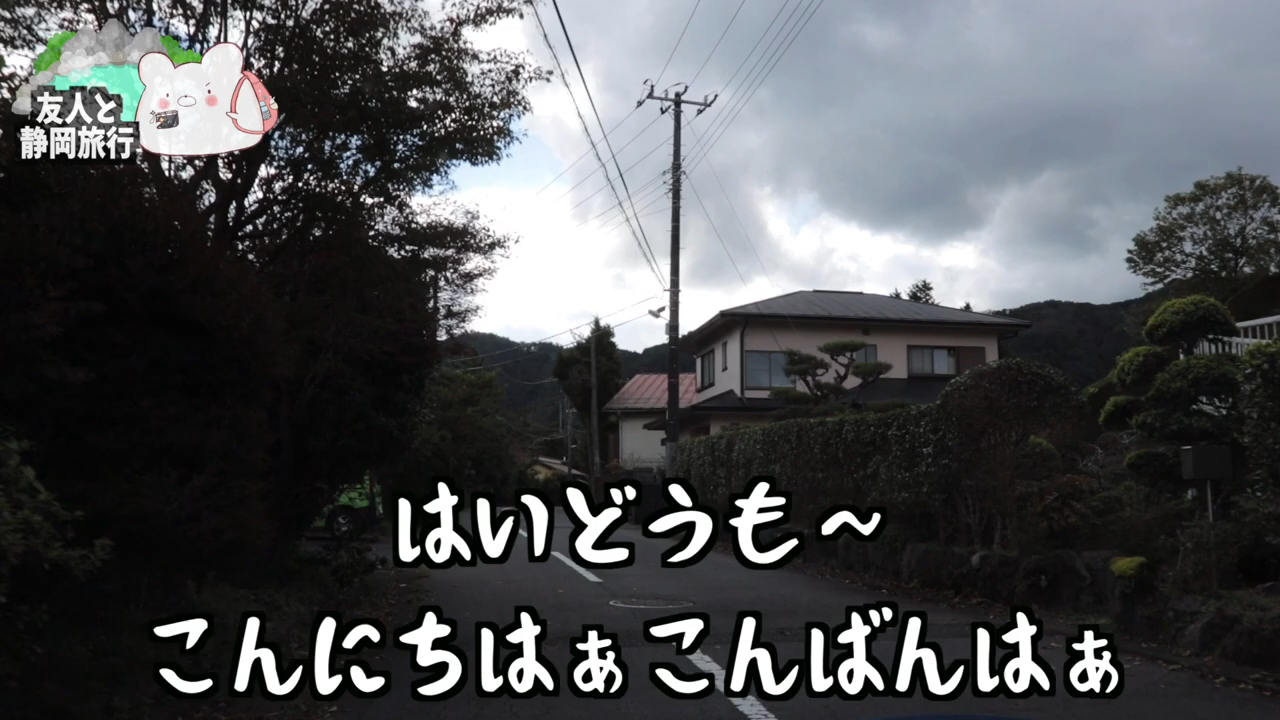 友人と
静岡旅行
はいどうも~
こんにちはぁこんばんはぁ